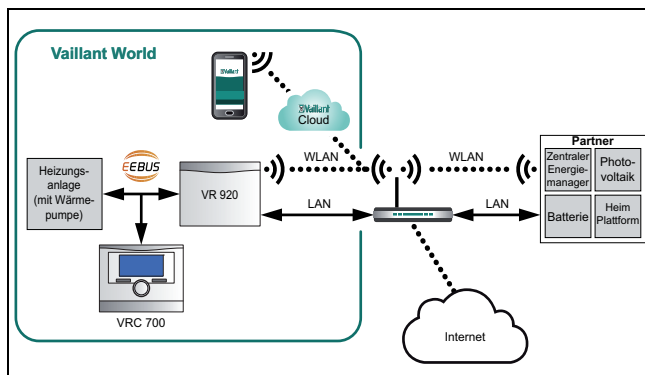 Vaillant World
Vaillant
Vaillant
Cloud
EEBUS
WLAN
WLAN
Partner
Zentraler
Energie-
manager
Photo-
voltaik
Heizungs-
anlage
(mit Wärme-
pumpe)
VR 920
LAN
LAN
Batterie
Heim
Plattform
VRC 700
Internet